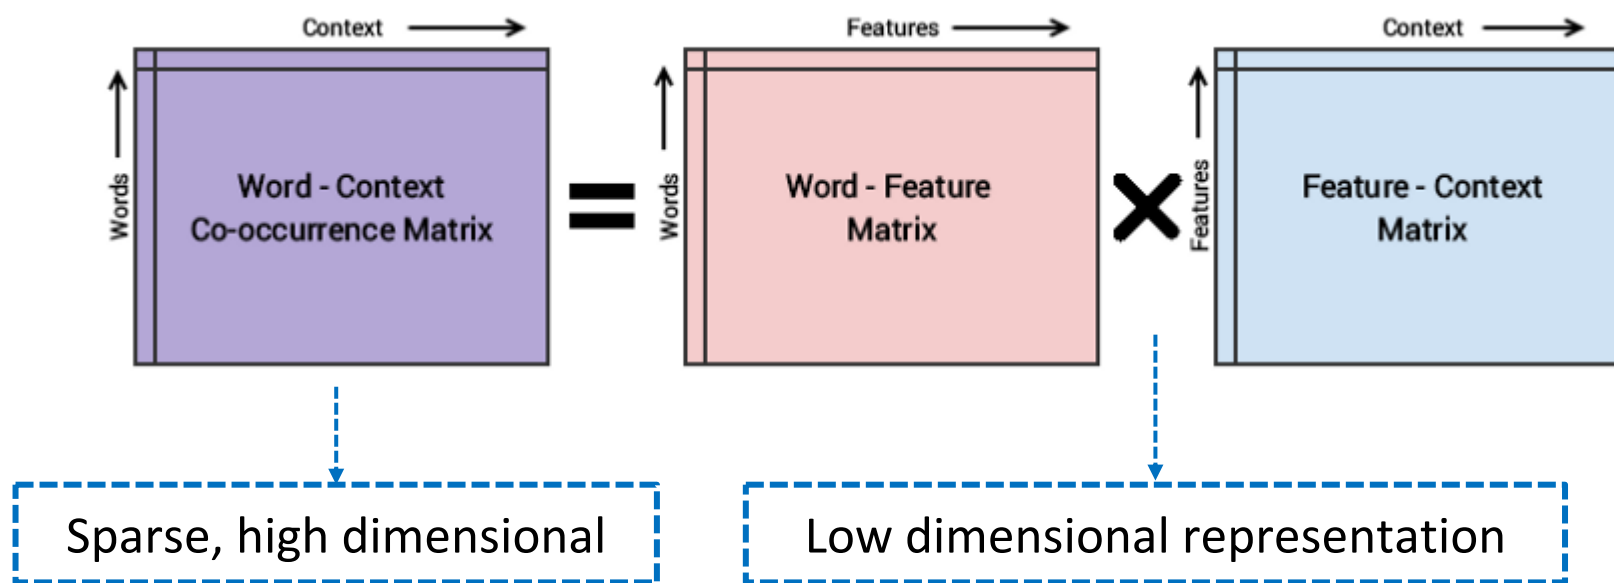 Context
Features
Context
Words
Word - Context
Co-occurrence Matrix
Words
Word - Feature
Matrix
Features
Feature - Context
Matrix
Sparse, high dimensional
Low dimensional representation